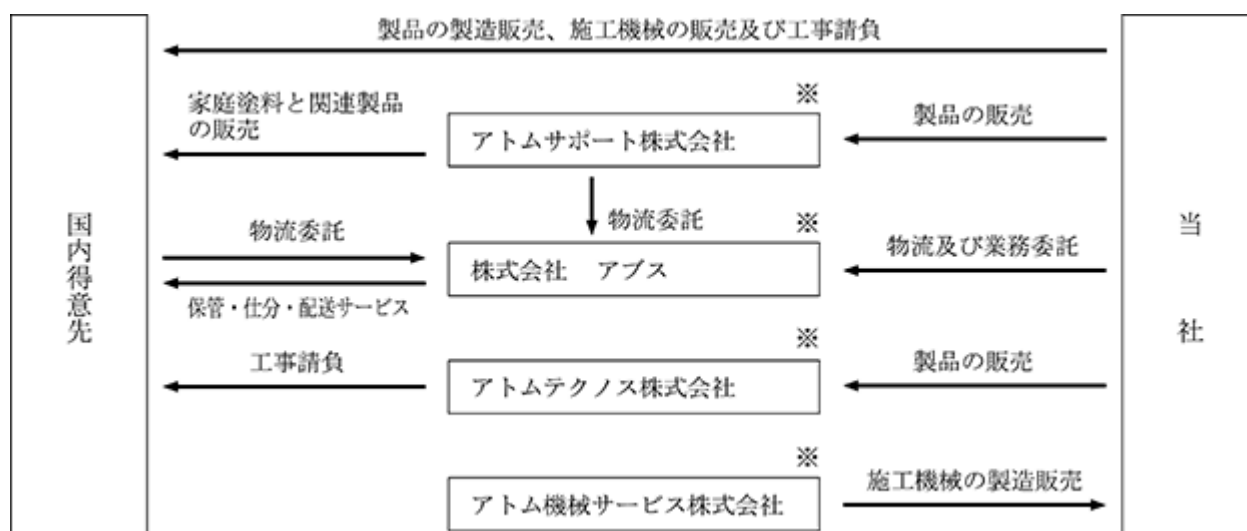 製品の製造販売、施工機械の販売及び工事請負
※
家庭塗料と関連製品
の販売
アトムサポート株式会社
製品の販売
物流委託
※
物流委託
株式会社　アブス
物流及び業務委託
保管・仕分・配送サービス
国内得意先
当社
※
工事請負
アトムテクノス株式会社
製品の販売
※
アトム機械サービス株式会社
施工機械の製造販売